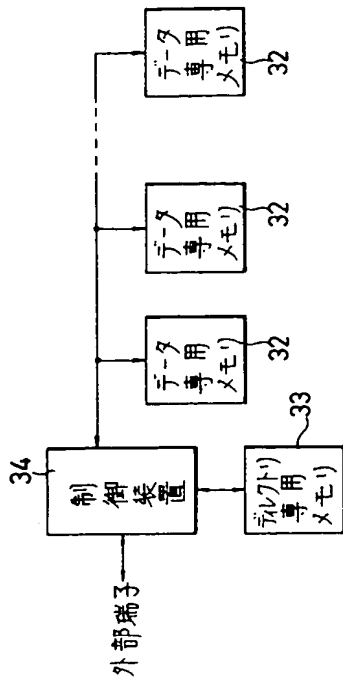 外部端子
34
制御装置
33
ディレクトリ
専用
メモリ
32
データ
専用
メモリ
32
データ
専用
メモリ
32
データ
専用
メモリ